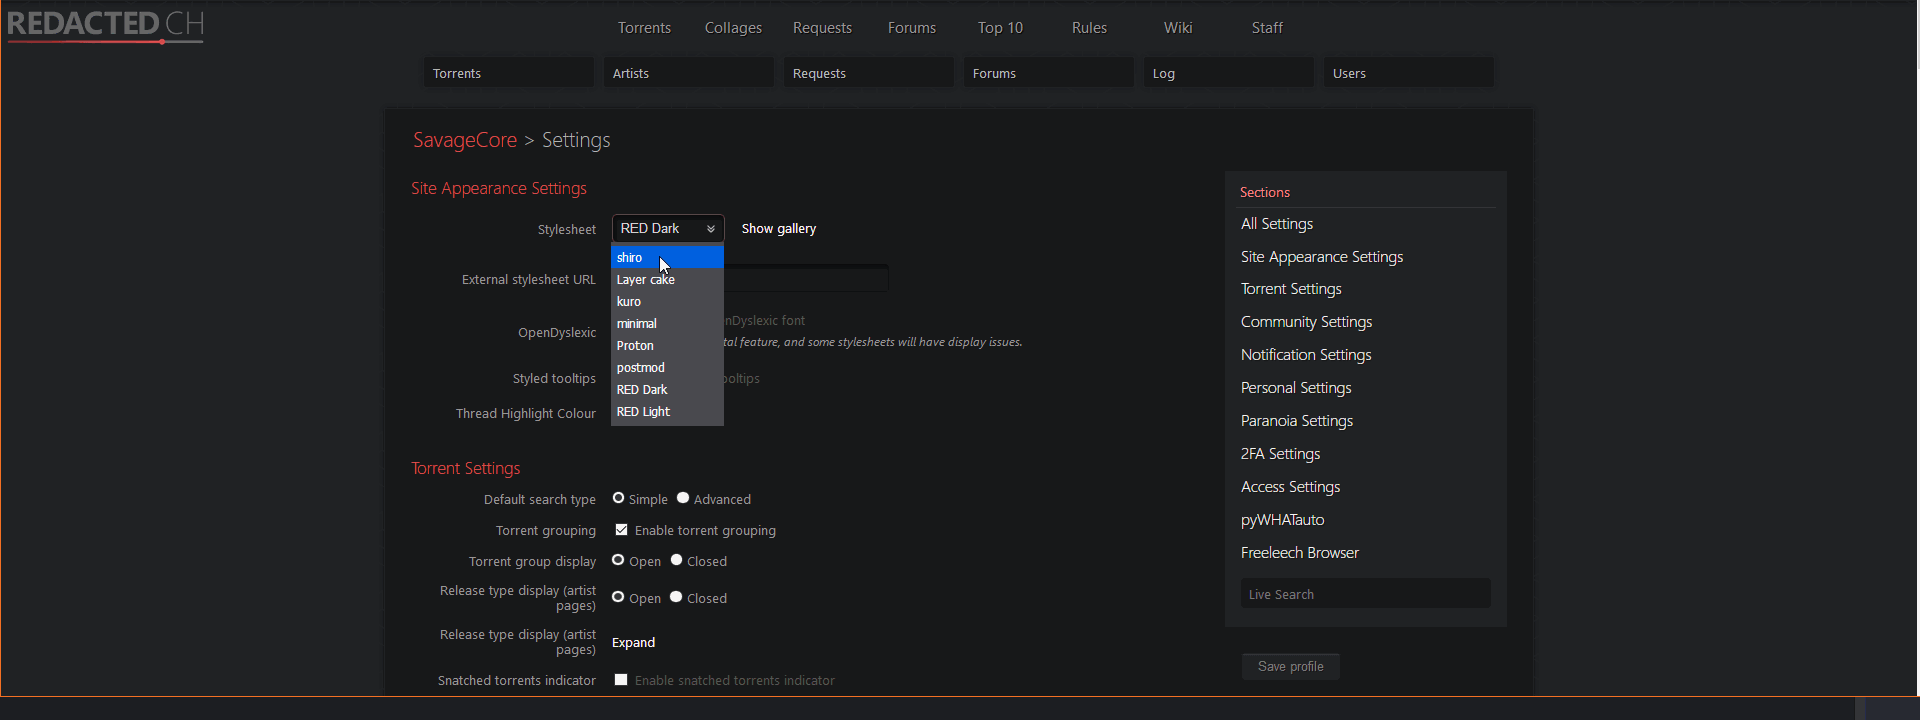 REDACTED CH
Torrents Collages Requests Forums Top 10 Rules Wiki Staff
Torrents Artists Requests Forums Log Users
SavageCore > Settings
Site Appearance Settings
Stylesheet RED Dark Show gallery
shiro
Layer cake
kuro
minimal
Proton
postmod
RED Dark
RED Light
External stylesheet URL
OpenDyslexic nDyslexic font
tal feature, and some stylesheets will have display issues.
Styled tooltips ooltips
Thread Highlight Colour
Torrent Settings
Default search type Simple Advanced
Torrent grouping Enable torrent grouping
Torrent group display Open Closed
Release type display (artist
pages) Open Closed
Release type display (artist
pages) Expand
Snatched torrents indicator Enable snatched torrents indicator
Sections
All Settings
Site Appearance Settings
Torrent Settings
Community Settings
Notification Settings
Personal Settings
Paranoia Settings
2FA Settings
Access Settings
pyWHATauto
Freeleech Browser
Live Search
Save profile